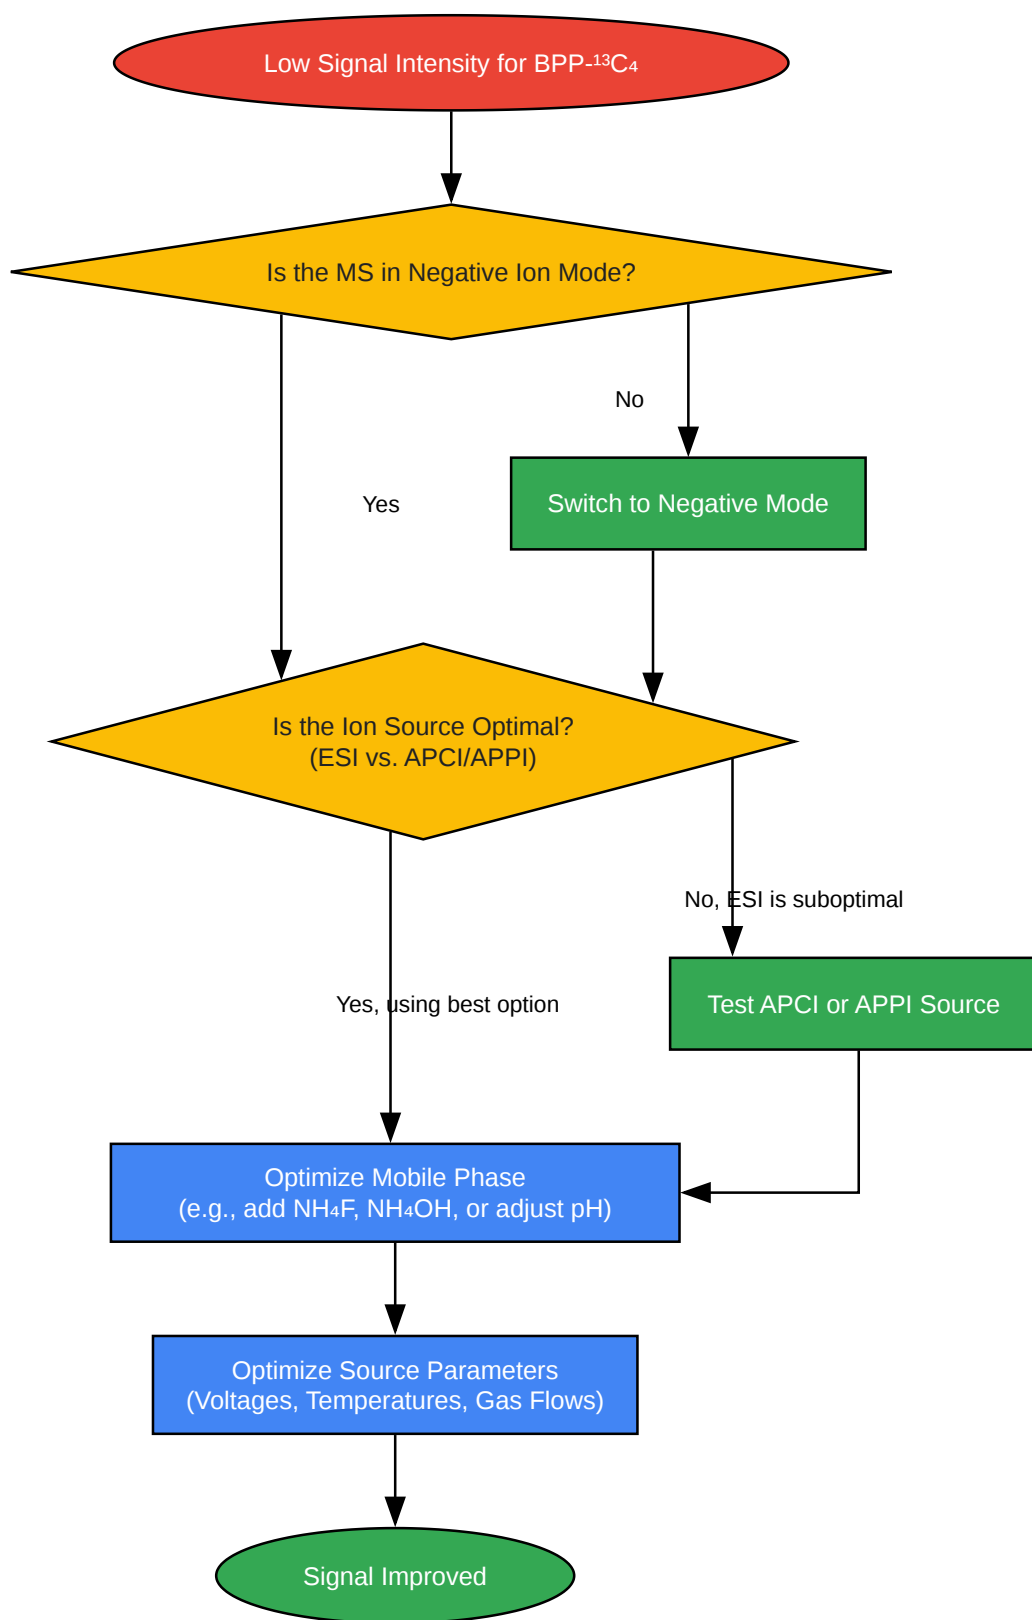 Low Signal Intensity for BPP-¹³C₄
Is the MS in Negative Ion Mode?
No
Yes
Switch to Negative Mode
Is the Ion Source Optimal?
(ESI vs. APCI/APPI)
No, ESI is suboptimal
Yes, using best option
Test APCI or APPI Source
Optimize Mobile Phase
(e.g., add NH₄F, NH₄OH, or adjust pH)
Optimize Source Parameters
(Voltages, Temperatures, Gas Flows)
Signal Improved